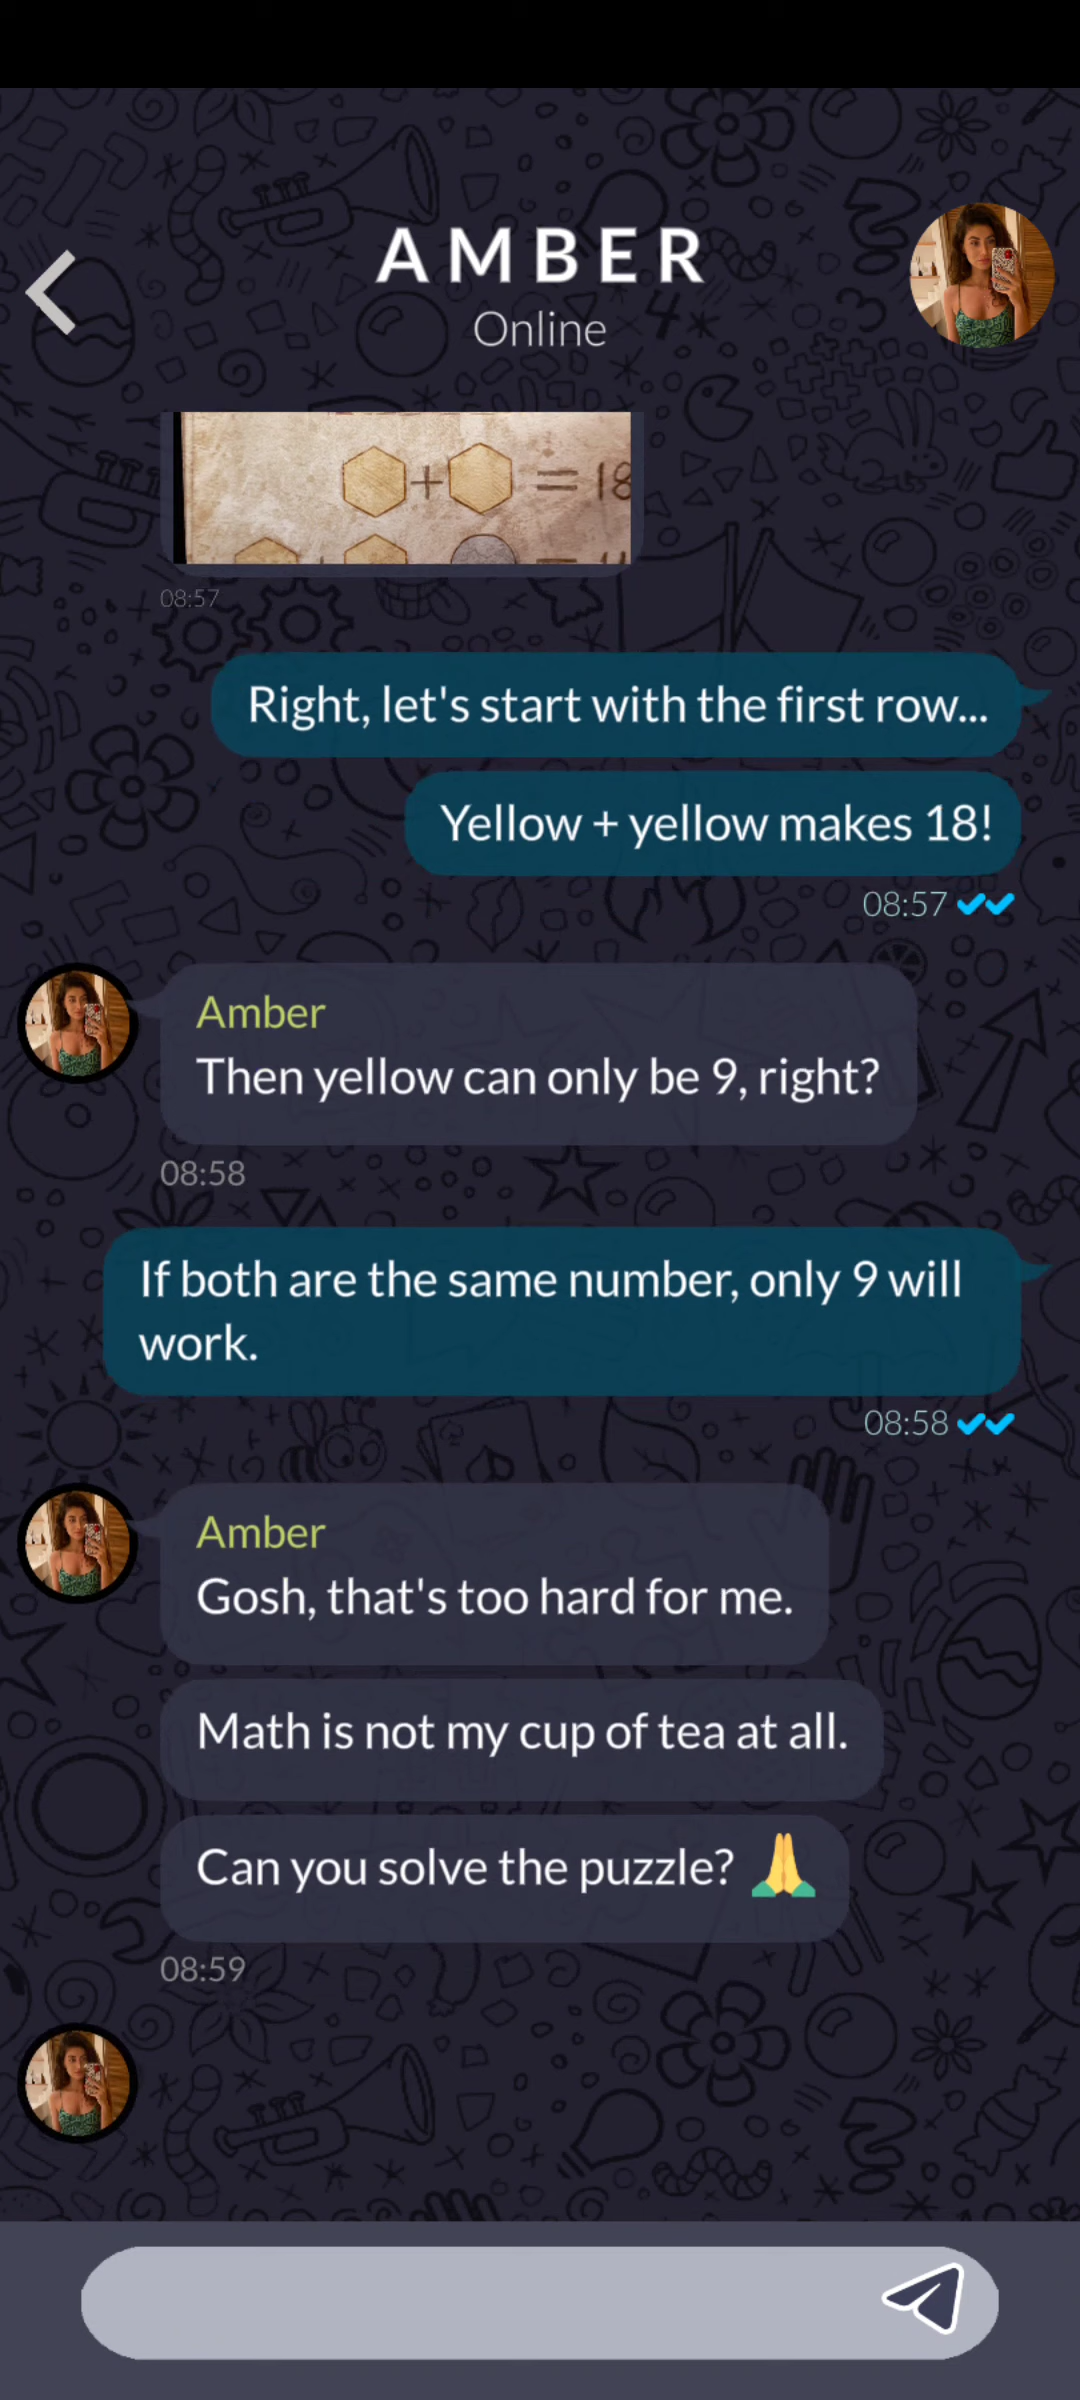 AMBER
Online
+ = 18
08:57
Right, let's start with the first row...
Yellow + yellow makes 18!
08:57
Amber
Then yellow can only be 9, right?
08:58
If both are the same number, only 9 will
work.
08:58
Amber
Gosh, that's too hard for me.
Math is not my cup of tea at all.
Can you solve the puzzle? 🙏
08:59